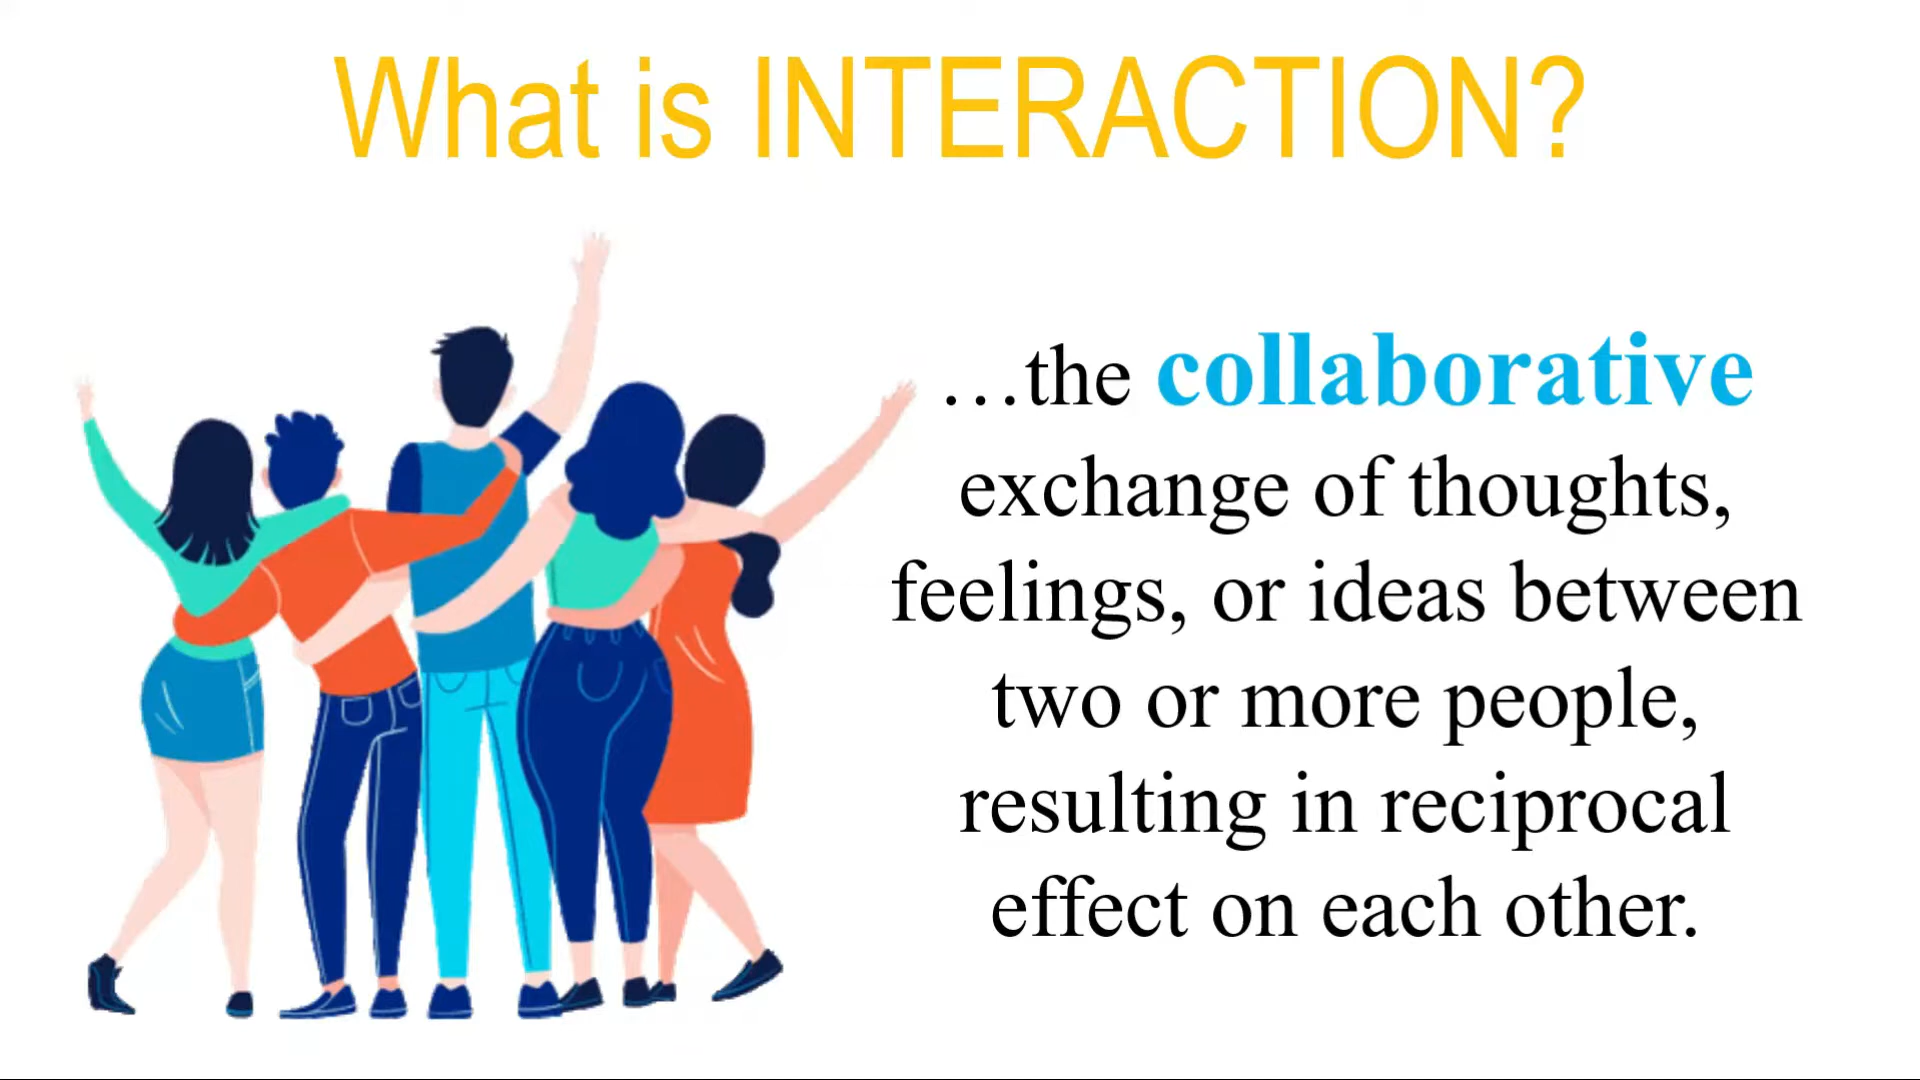 What is INTERACTION?
…the collaborative
exchange of thoughts,
feelings, or ideas between
two or more people,
resulting in reciprocal
effect on each other.